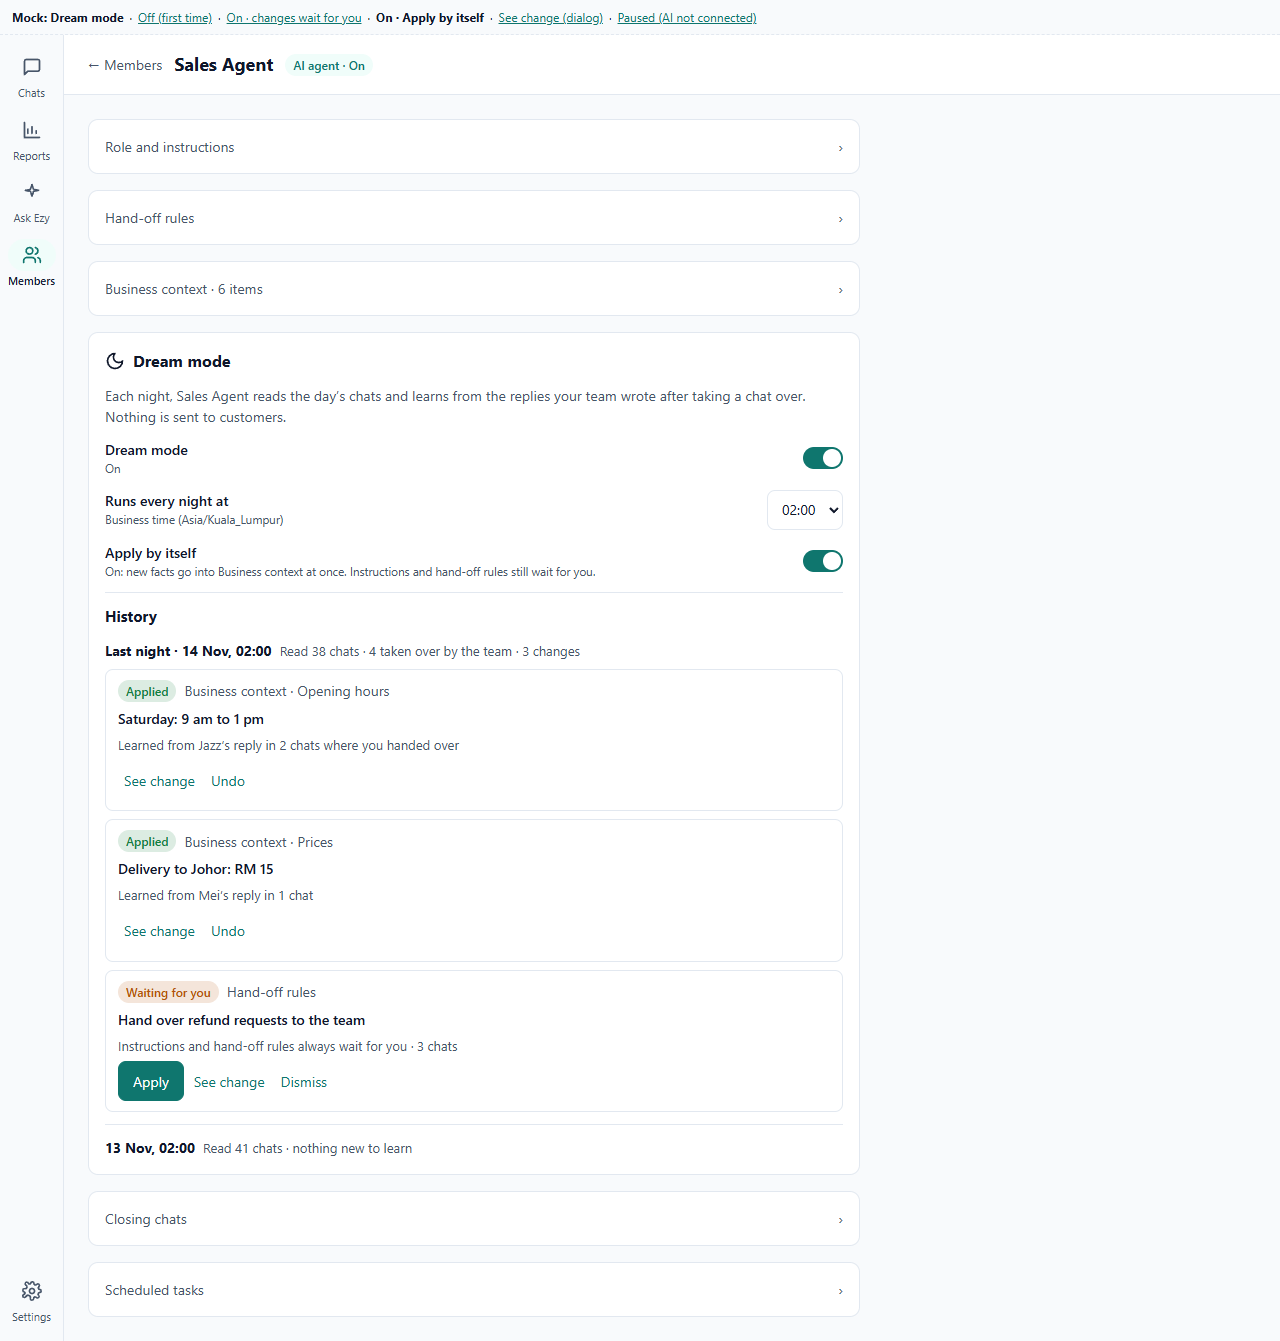 Mock: Dream mode · Off (first time) · On · changes wait for you · On · Apply by itself · See change (dialog) · Paused (AI not connected)
Chats
Reports
Ask Ezy
Members
Settings
← Members Sales Agent AI agent · On
Role and instructions ›
Hand-off rules ›
Business context · 6 items ›
Dream mode
Each night, Sales Agent reads the day's chats and learns from the replies your team wrote after taking a chat over.
Nothing is sent to customers.
Dream mode
On
Runs every night at
Business time (Asia/Kuala_Lumpur)
02:00
Apply by itself
On: new facts go into Business context at once. Instructions and hand-off rules still wait for you.
History
Last night · 14 Nov, 02:00 Read 38 chats · 4 taken over by the team · 3 changes
Applied Business context · Opening hours
Saturday: 9 am to 1 pm
Learned from Jazz's reply in 2 chats where you handed over
See change Undo
Applied Business context · Prices
Delivery to Johor: RM 15
Learned from Mei's reply in 1 chat
See change Undo
Waiting for you Hand-off rules
Hand over refund requests to the team
Instructions and hand-off rules always wait for you · 3 chats
Apply See change Dismiss
13 Nov, 02:00 Read 41 chats · nothing new to learn
Closing chats ›
Scheduled tasks ›